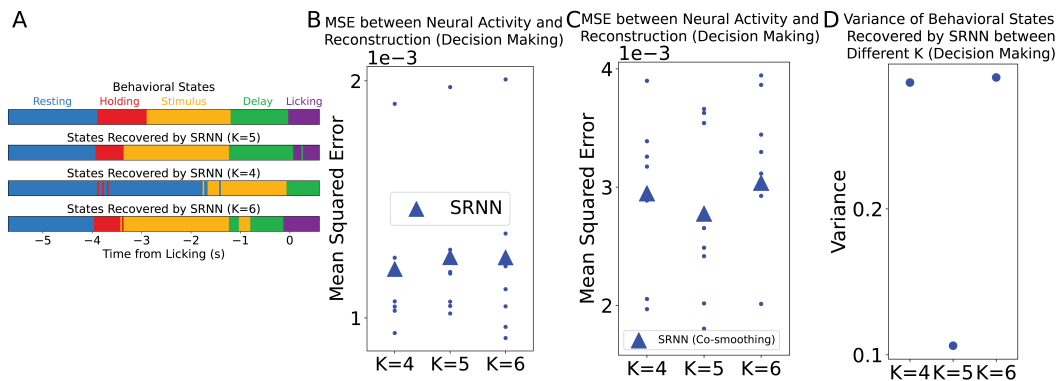 A
Behavioral States
Resting Holding Stimulus Delay Licking
States Recovered by SRNN (K=5)
States Recovered by SRNN (K=4)
States Recovered by SRNN (K=6)
−5 −4 −3 −2 −1 0
Time from Licking (s)
B
MSE between Neural Activity and
Reconstruction (Decision Making)
1e−3
2
1
Mean Squared Error
SRNN
K=4 K=5 K=6
C
MSE between Neural Activity and
Reconstruction (Decision Making)
1e−3
4
3
2
Mean Squared Error
SRNN (Co-smoothing)
K=4 K=5 K=6
D
Variance of Behavioral States
Recovered by SRNN between
Different K (Decision Making)
0.2
0.1
Variance
K=4 K=5 K=6